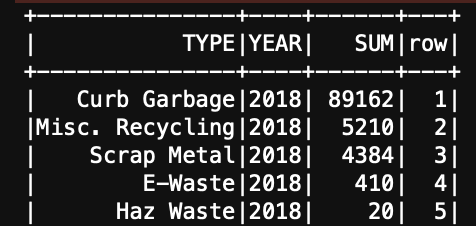 +---------------+----+------+---+
|           TYPE|YEAR|   SUM|row|
+---------------+----+------+---+
|   Curb Garbage|2018| 89162|  1|
|Misc. Recycling|2018|  5210|  2|
|    Scrap Metal|2018|  4384|  3|
|        E-Waste|2018|   410|  4|
|      Haz Waste|2018|    20|  5|